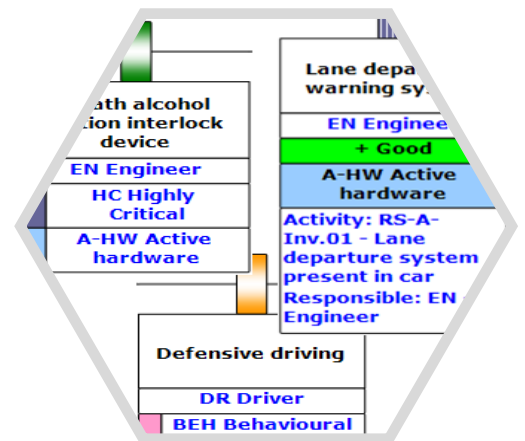 ath alcohol
tion interlock
device
EN Engineer
HC Highly
Critical
A-HW Active
hardware
Lane depa
warning sy
EN Enginee
+ Good
A-HW Active
hardware
Activity: RS-A-
Inv.01 - Lane
departure system
present in car
Responsible: EN -
Engineer
Defensive driving
DR Driver
BEH Behavioural